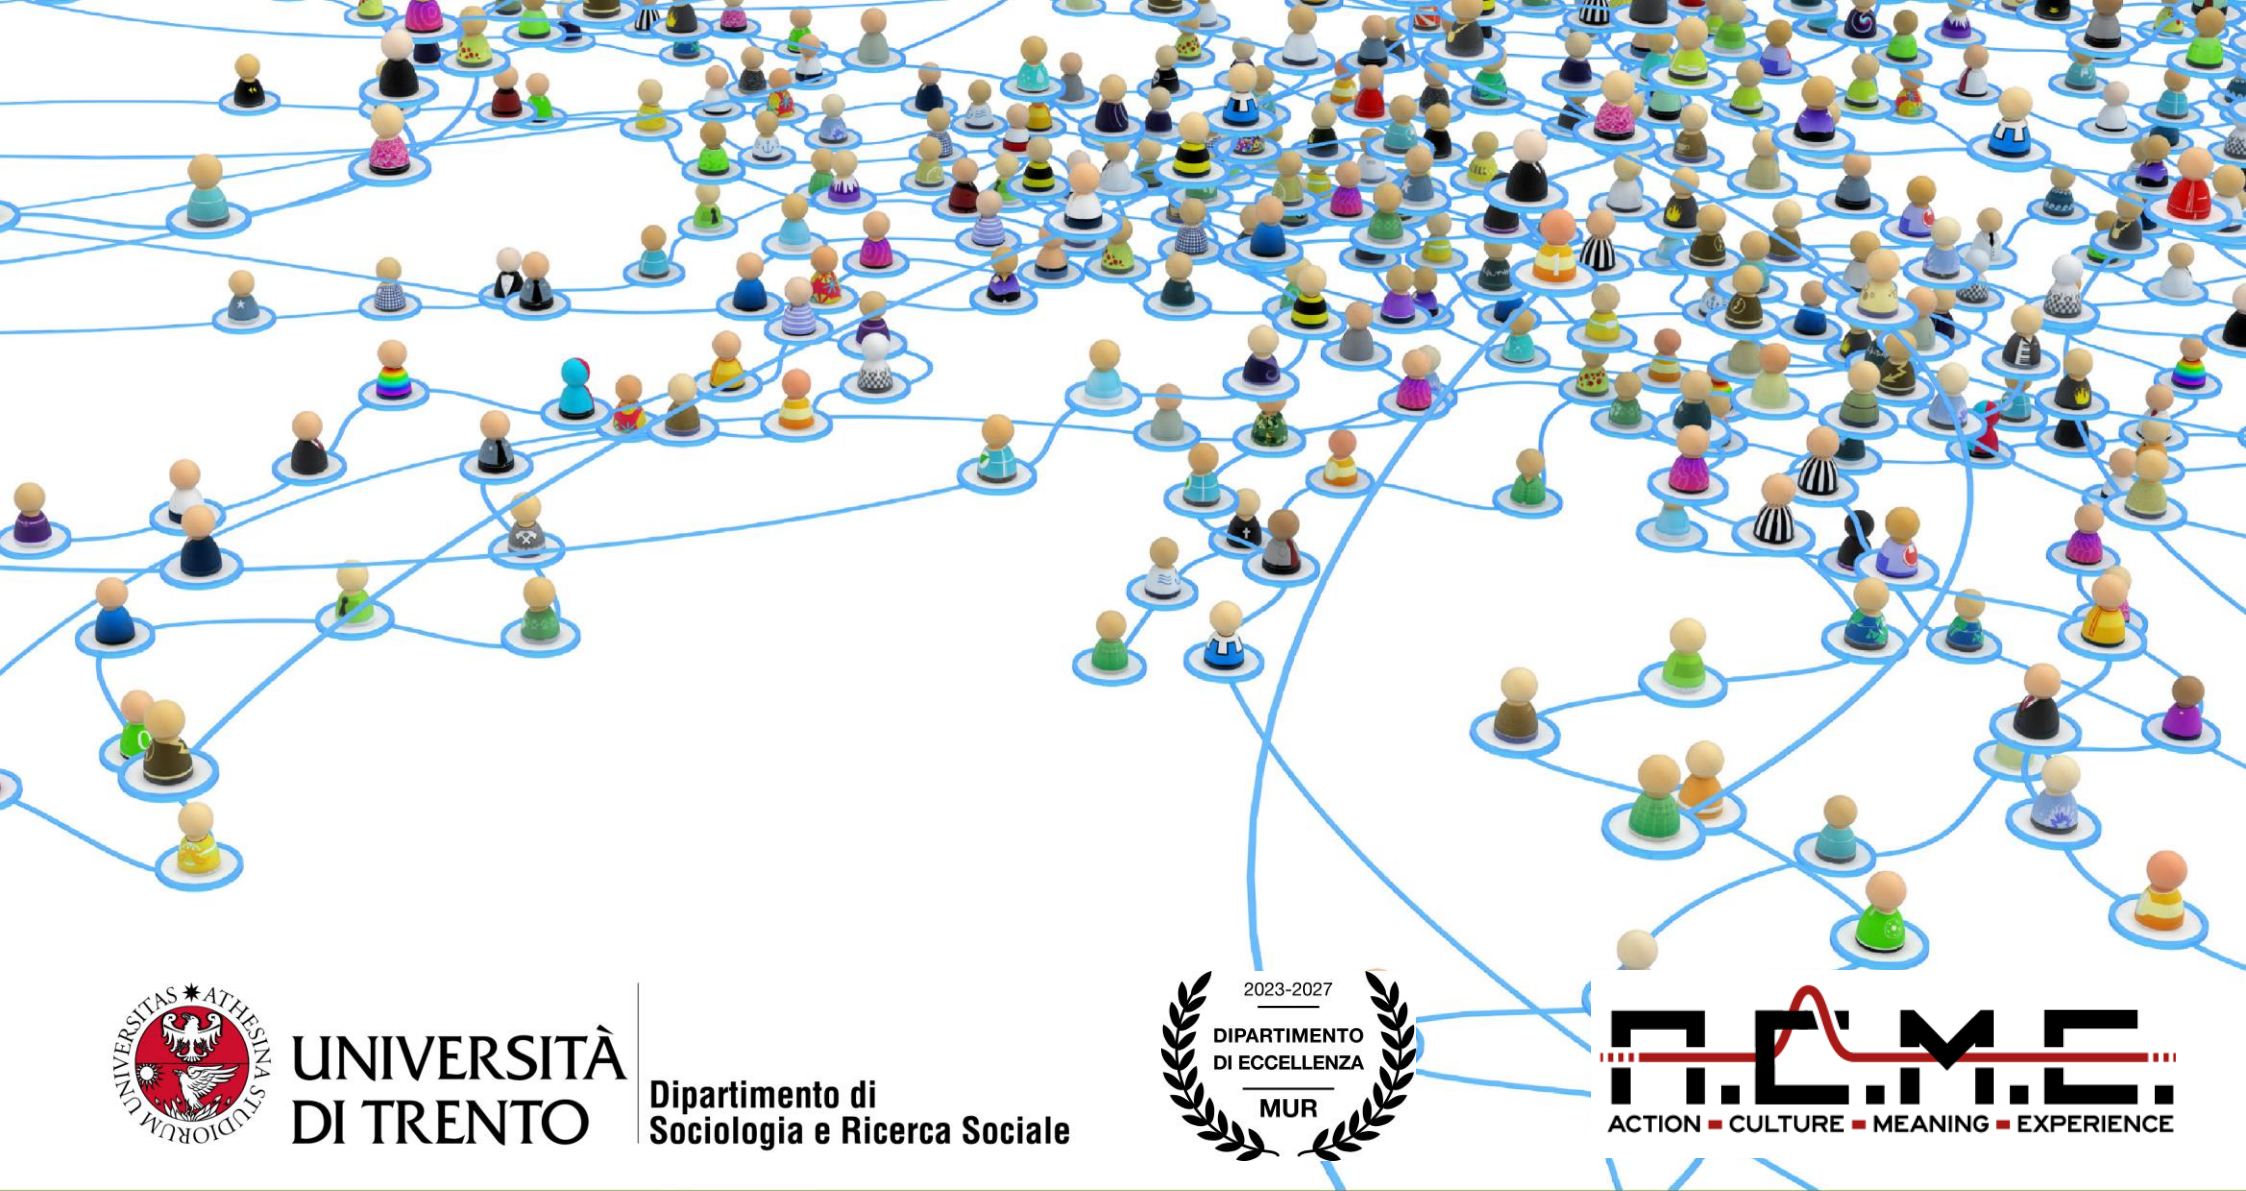 UNIVERSITAS ATHESINA STUDIORUM
UNIVERSITÀ
DI TRENTO
Dipartimento di
Sociologia e Ricerca Sociale
2023-2027
DIPARTIMENTO
DI ECCELLENZA
MUR
A.C.M.E.
ACTION - CULTURE - MEANING - EXPERIENCE